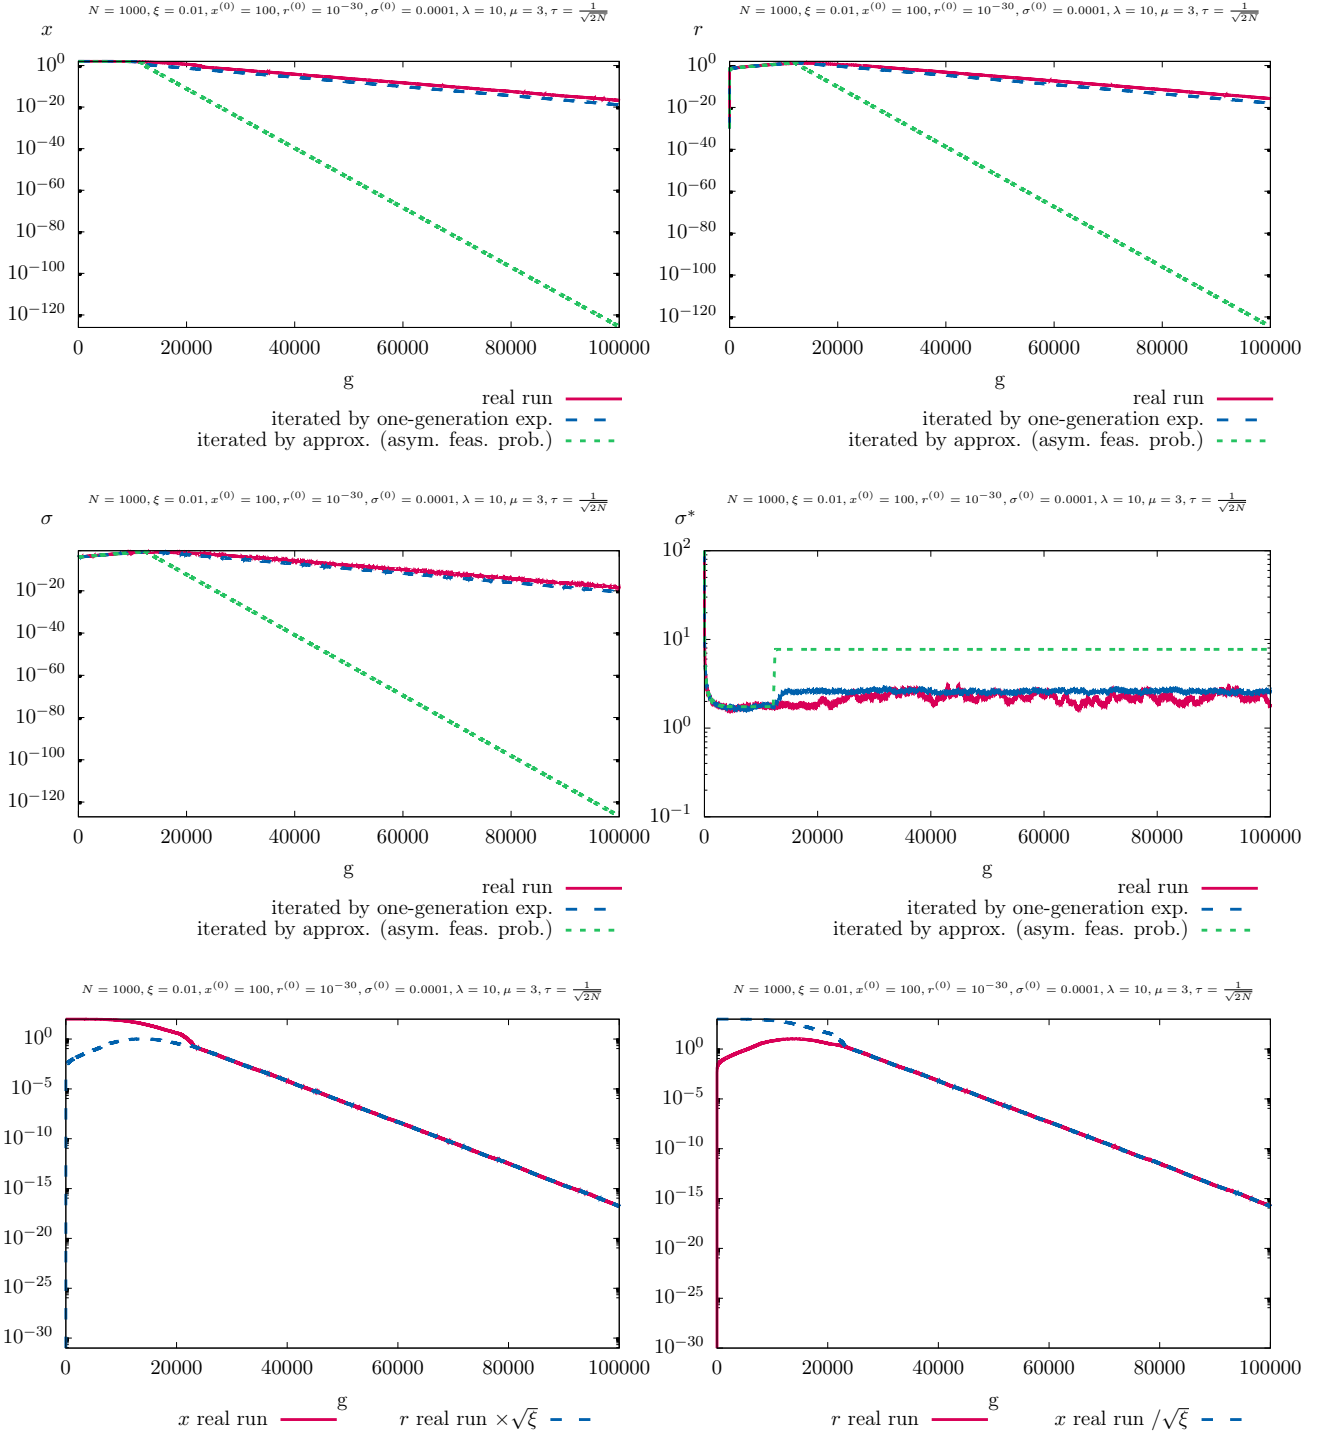 N = 1000, ξ = 0.01, x^(0) = 100, r^(0) = 10^−30, σ^(0) = 0.0001, λ = 10, μ = 3, τ = 1/√(2N)
x
10^0
10^−20
10^−40
10^−60
10^−80
10^−100
10^−120
0 20000 40000 60000 80000 100000
g
real run
iterated by one-generation exp.
iterated by approx. (asym. feas. prob.)
N = 1000, ξ = 0.01, x^(0) = 100, r^(0) = 10^−30, σ^(0) = 0.0001, λ = 10, μ = 3, τ = 1/√(2N)
r
10^0
10^−20
10^−40
10^−60
10^−80
10^−100
10^−120
0 20000 40000 60000 80000 100000
g
real run
iterated by one-generation exp.
iterated by approx. (asym. feas. prob.)
N = 1000, ξ = 0.01, x^(0) = 100, r^(0) = 10^−30, σ^(0) = 0.0001, λ = 10, μ = 3, τ = 1/√(2N)
σ
10^−20
10^−40
10^−60
10^−80
10^−100
10^−120
0 20000 40000 60000 80000 100000
g
real run
iterated by one-generation exp.
iterated by approx. (asym. feas. prob.)
N = 1000, ξ = 0.01, x^(0) = 100, r^(0) = 10^−30, σ^(0) = 0.0001, λ = 10, μ = 3, τ = 1/√(2N)
σ*
10^2
10^1
10^0
10^−1
0 20000 40000 60000 80000 100000
g
real run
iterated by one-generation exp.
iterated by approx. (asym. feas. prob.)
N = 1000, ξ = 0.01, x^(0) = 100, r^(0) = 10^−30, σ^(0) = 0.0001, λ = 10, μ = 3, τ = 1/√(2N)
10^0
10^−5
10^−10
10^−15
10^−20
10^−25
10^−30
0 20000 40000 60000 80000 100000
g
x real run r real run ×√ξ
N = 1000, ξ = 0.01, x^(0) = 100, r^(0) = 10^−30, σ^(0) = 0.0001, λ = 10, μ = 3, τ = 1/√(2N)
10^0
10^−5
10^−10
10^−15
10^−20
10^−25
10^−30
0 20000 40000 60000 80000 100000
g
r real run x real run /√ξ